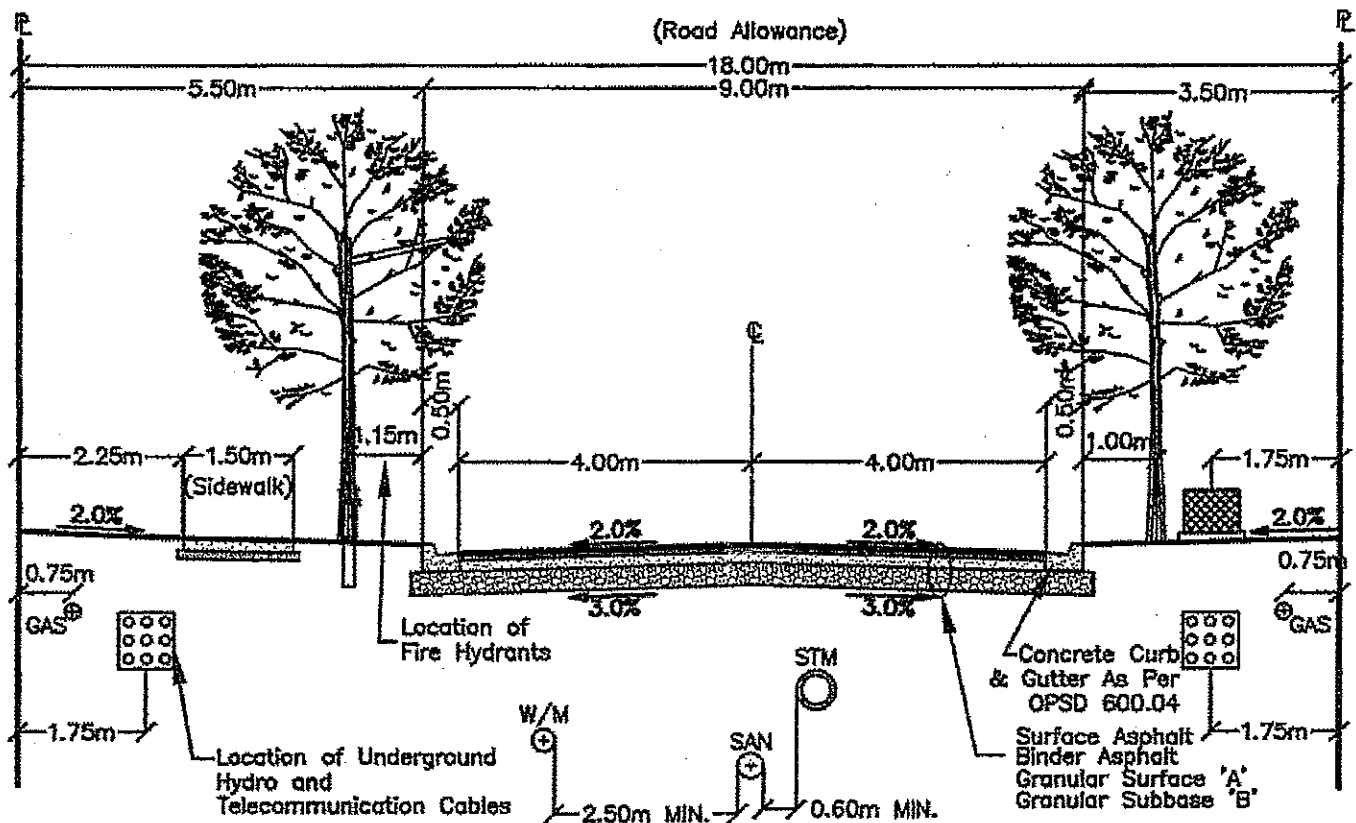 (Road Allowance)
18.00m
5.50m
9.00m
3.50m
0.50m
0.50m
1.15m
1.00m
2.25m
1.50m
4.00m
4.00m
1.75m
(Sidewalk)
2.0%
2.0%
2.0%
2.0%
0.75m
0.75m
3.0%
3.0%
GAS
GAS
Location of
Fire Hydrants
STM
Concrete Curb
& Gutter As Per
OPSD 600.04
W/M
SAN
1.75m
1.75m
Location of Underground
Hydro and
Telecommunication Cables
Surface Asphalt
Binder Asphalt
Granular Surface 'A'
Granular Subbase 'B'
2.50m MIN.
0.60m MIN.